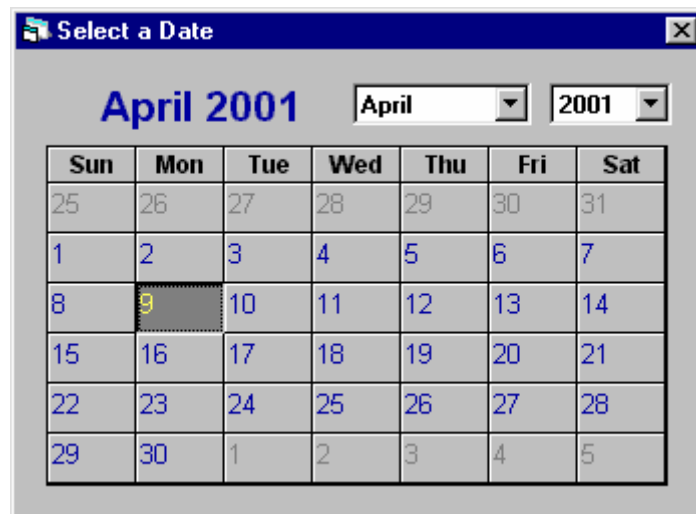 Select a Date
April 2001 April 2001
Sun Mon Tue Wed Thu Fri Sat
25 26 27 28 29 30 31
1 2 3 4 5 6 7
8 9 10 11 12 13 14
15 16 17 18 19 20 21
22 23 24 25 26 27 28
29 30 1 2 3 4 5